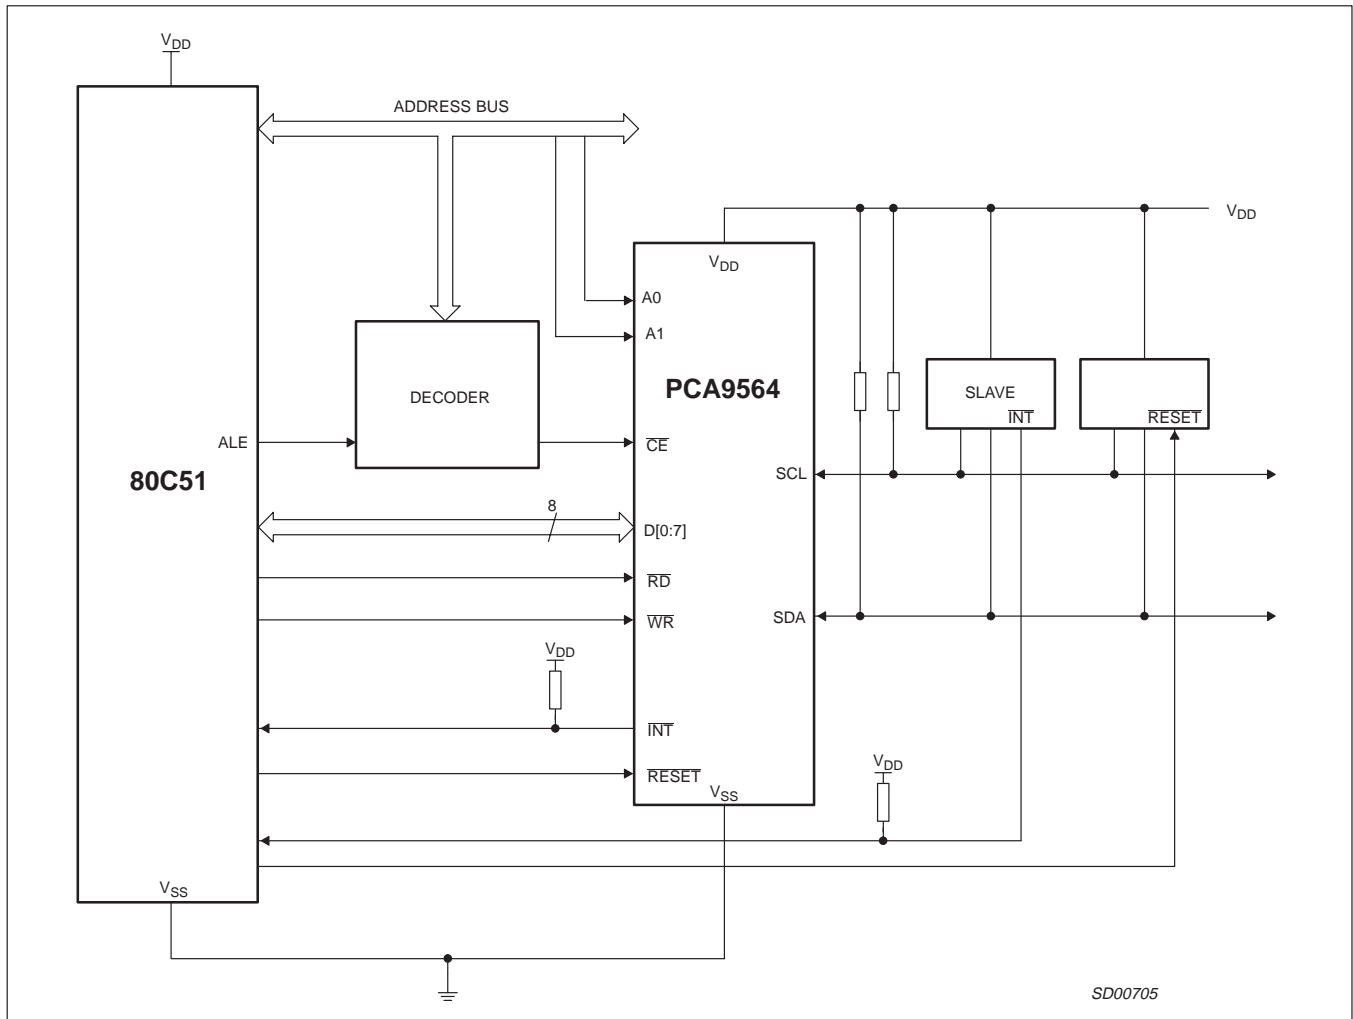 VDD
ADDRESS BUS
VDD
VDD
A0
A1
PCA9564
DECODER
SLAVE
INT
RESET
ALE
CE
80C51
SCL
8
D[0:7]
RD
WR
SDA
VDD
INT
RESET
VDD
VSS
VSS
SD00705